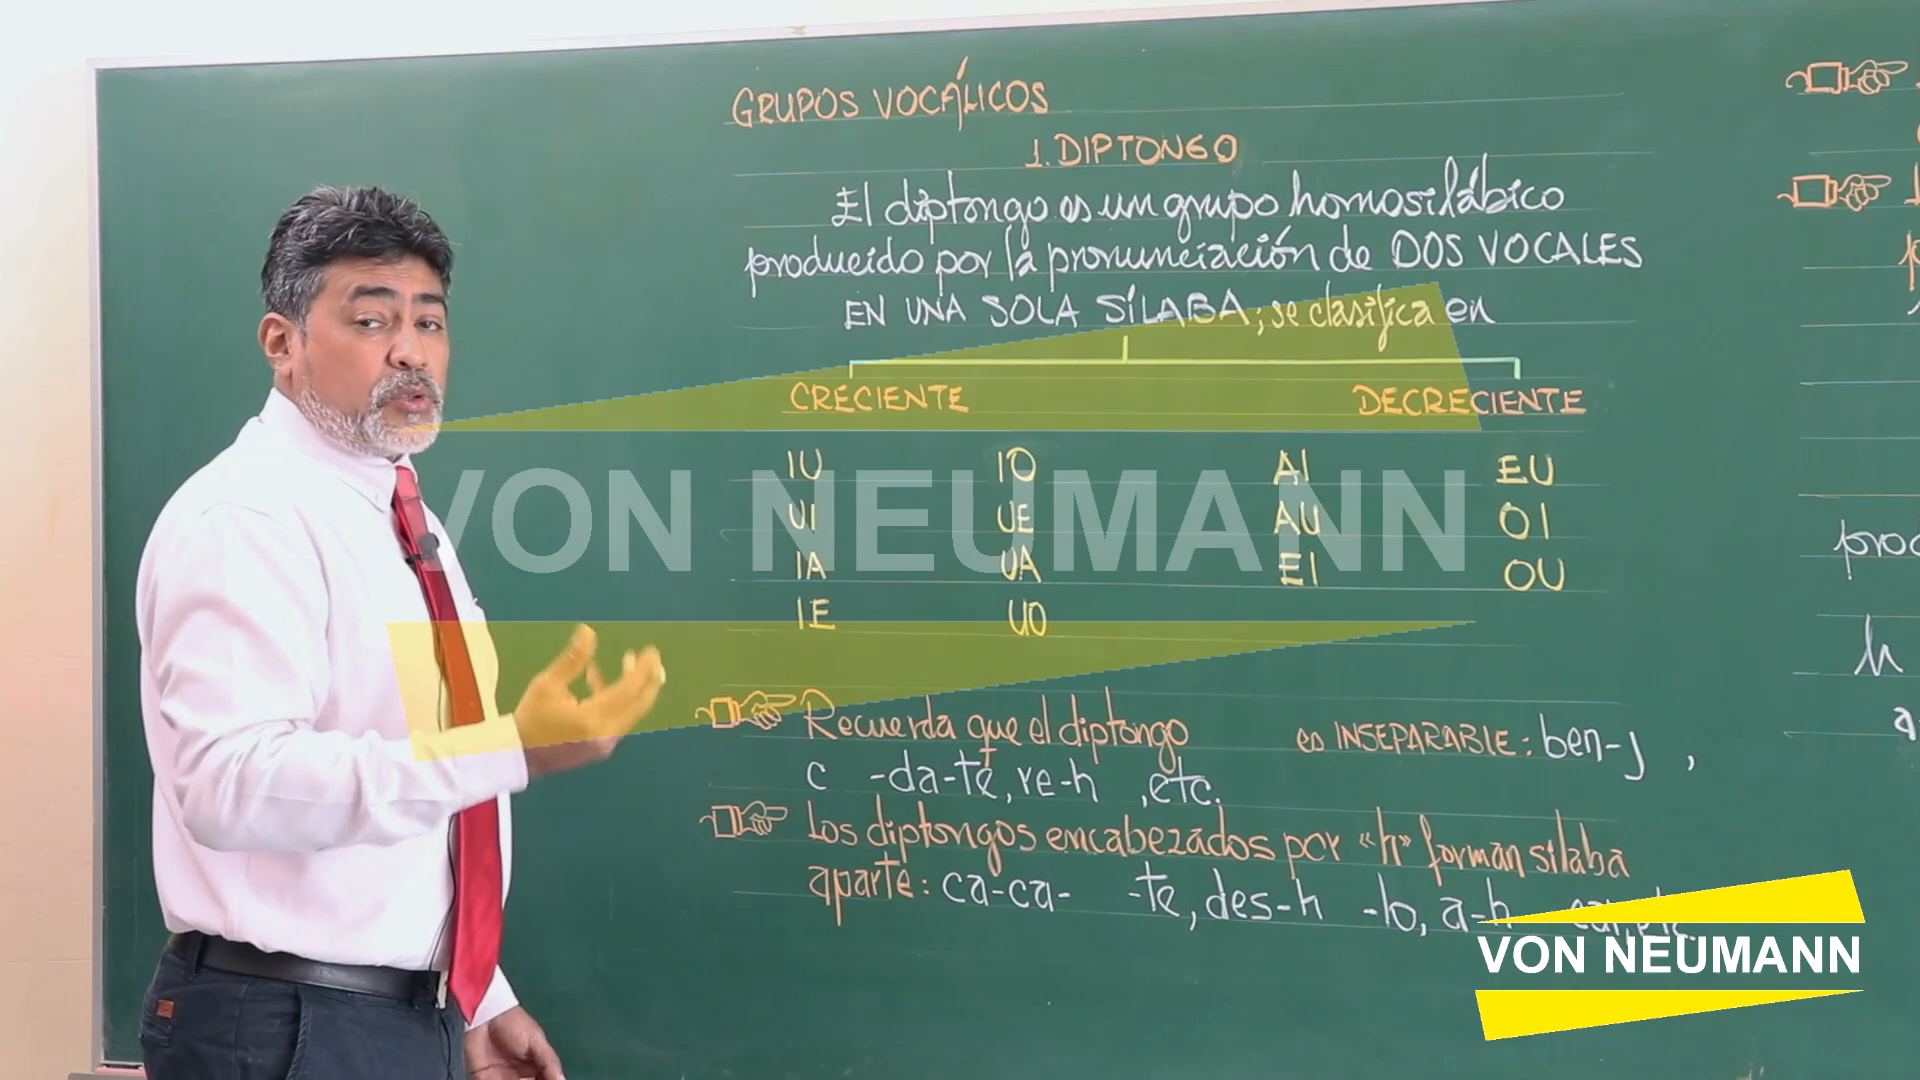 GRUPOS VOCÁLICOS
1. DIPTONGO
El diptongo es un grupo homosilábico
producido por la pronunciación de DOS VOCALES
EN UNA SOLA SÍLABA; se clasifica en
CRECIENTE DECRECIENTE
IU IO AI EU
UI UE AU OI
IA UA EI OU
IE UO
VON NEUMANN
Recuerda que el diptongo es INSEPARABLE: ben-j ,
c -da-te, re-h , etc.
Los diptongos encabezados por "h" forman sílaba
aparte: ca-ca- -te, des-h -lo, a-h car, etc.
h
VON NEUMANN